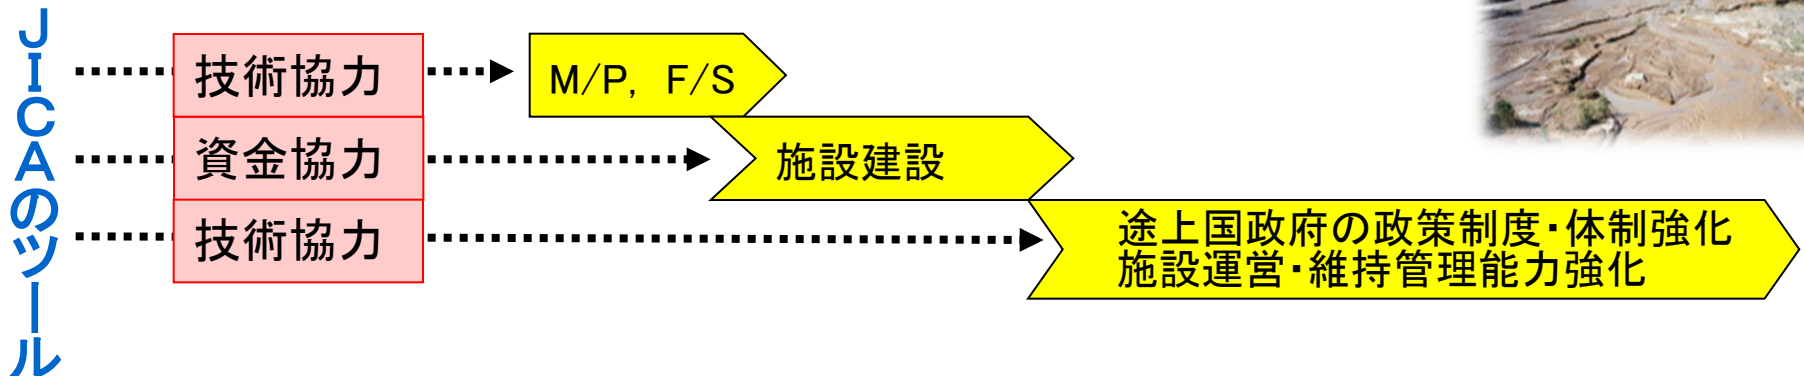 JICAのツール
技術協力
M/P, F/S
資金協力
施設建設
技術協力
途上国政府の政策制度・体制強化
施設運営・維持管理能力強化